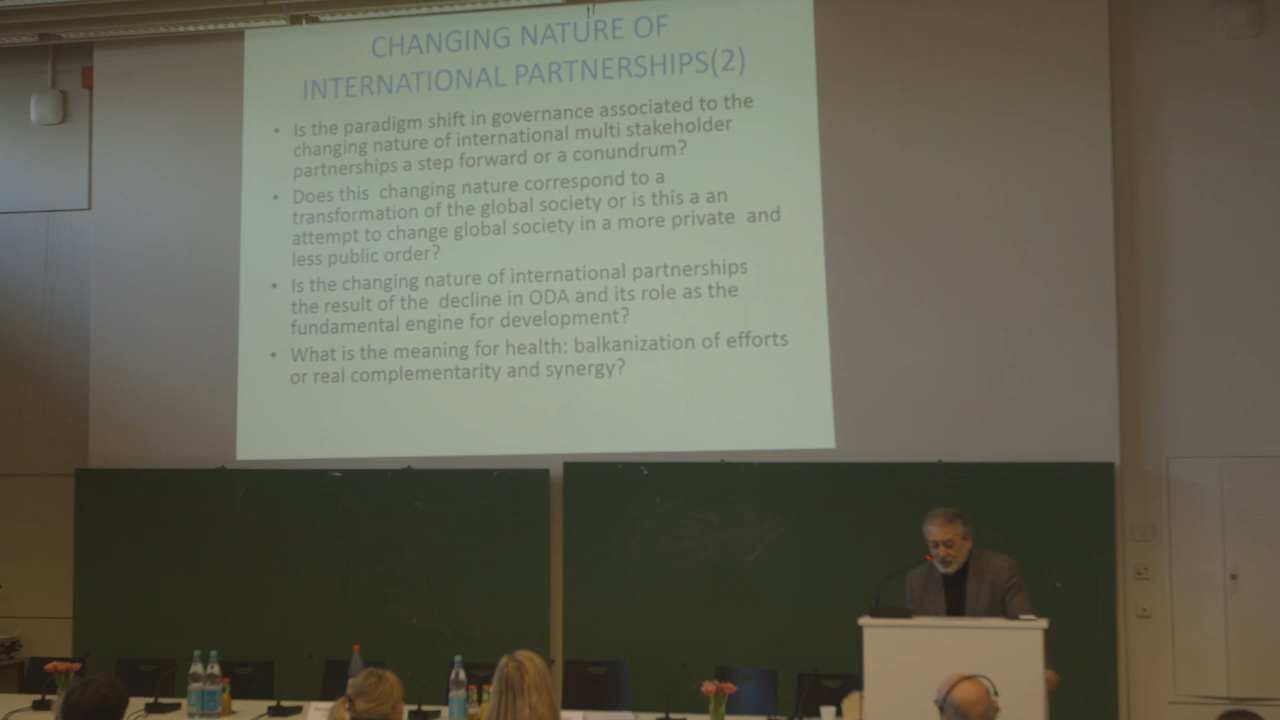 CHANGING NATURE OF
INTERNATIONAL PARTNERSHIPS(2)
• Is the paradigm shift in governance associated to the
changing nature of international multi stakeholder
partnerships a step forward or a conundrum?
• Does this changing nature correspond to a
transformation of the global society or is this a an
attempt to change global society in a more private and
less public order?
• Is the changing nature of international partnerships
the result of the decline in ODA and its role as the
fundamental engine for development?
• What is the meaning for health: balkanization of efforts
or real complementarity and synergy?